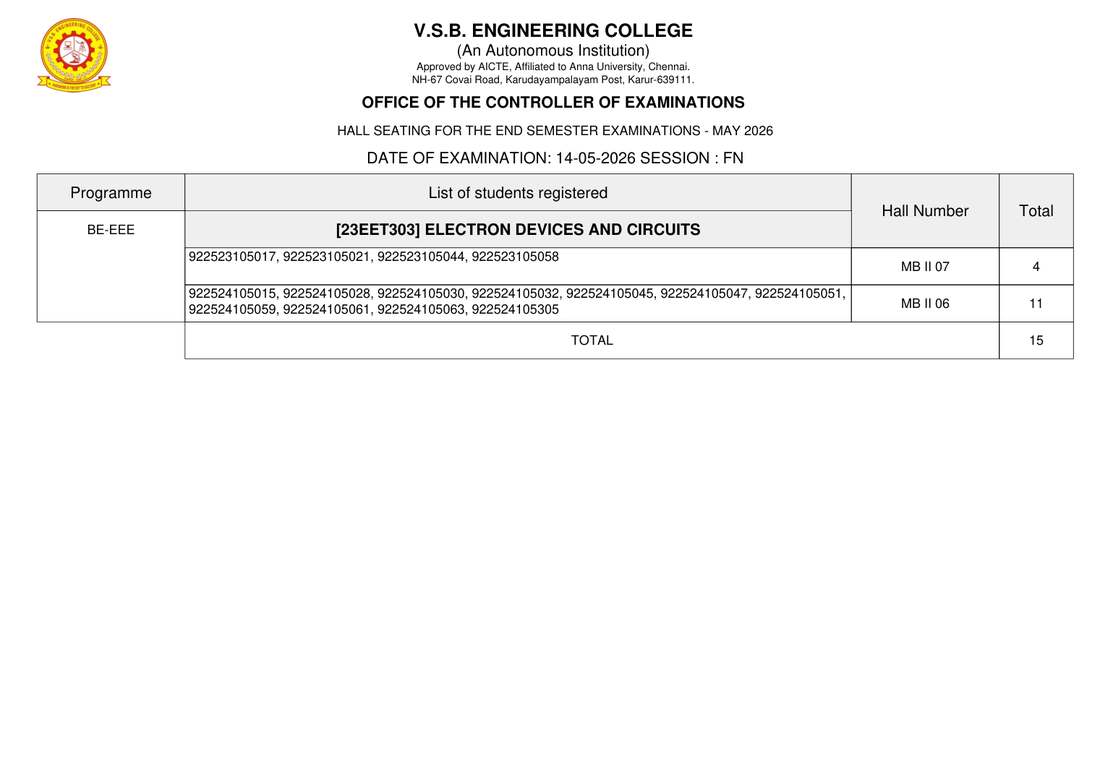 V.S.B. ENGINEERING COLLEGE
(An Autonomous Institution)
Approved by AICTE, Affiliated to Anna University, Chennai.
NH-67 Covai Road, Karudayampalayam Post, Karur-639111.
OFFICE OF THE CONTROLLER OF EXAMINATIONS
HALL SEATING FOR THE END SEMESTER EXAMINATIONS - MAY 2026
DATE OF EXAMINATION: 14-05-2026 SESSION : FN
Programme
List of students registered
Hall Number
Total
BE-EEE
[23EET303] ELECTRON DEVICES AND CIRCUITS
922523105017, 922523105021, 922523105044, 922523105058
MB II 07
4
922524105015, 922524105028, 922524105030, 922524105032, 922524105045, 922524105047, 922524105051,
922524105059, 922524105061, 922524105063, 922524105305
MB II 06
11
TOTAL
15